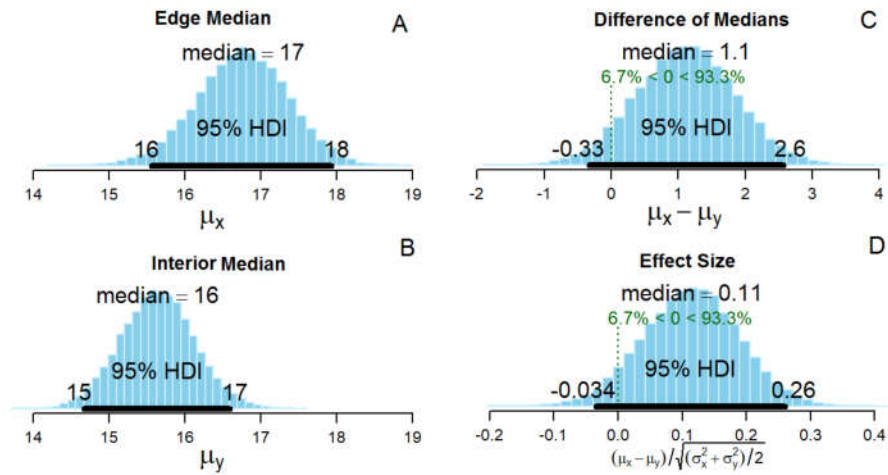 Edge Median
A
median = 17
95% HDI
16
18
14 15 16 17 18 19
μx
Difference of Medians
C
median = 1.1
6.7% < 0 < 93.3%
95% HDI
-0.33
2.6
-2 -1 0 1 2 3 4
μx − μy
Interior Median
B
median = 16
95% HDI
15
17
14 15 16 17 18 19
μy
Effect Size
D
median = 0.11
6.7% < 0 < 93.3%
95% HDI
-0.034
0.26
-0.2 -0.1 0.0 0.1 0.2 0.3 0.4
(μx − μy)/√(σx² + σy²)/2